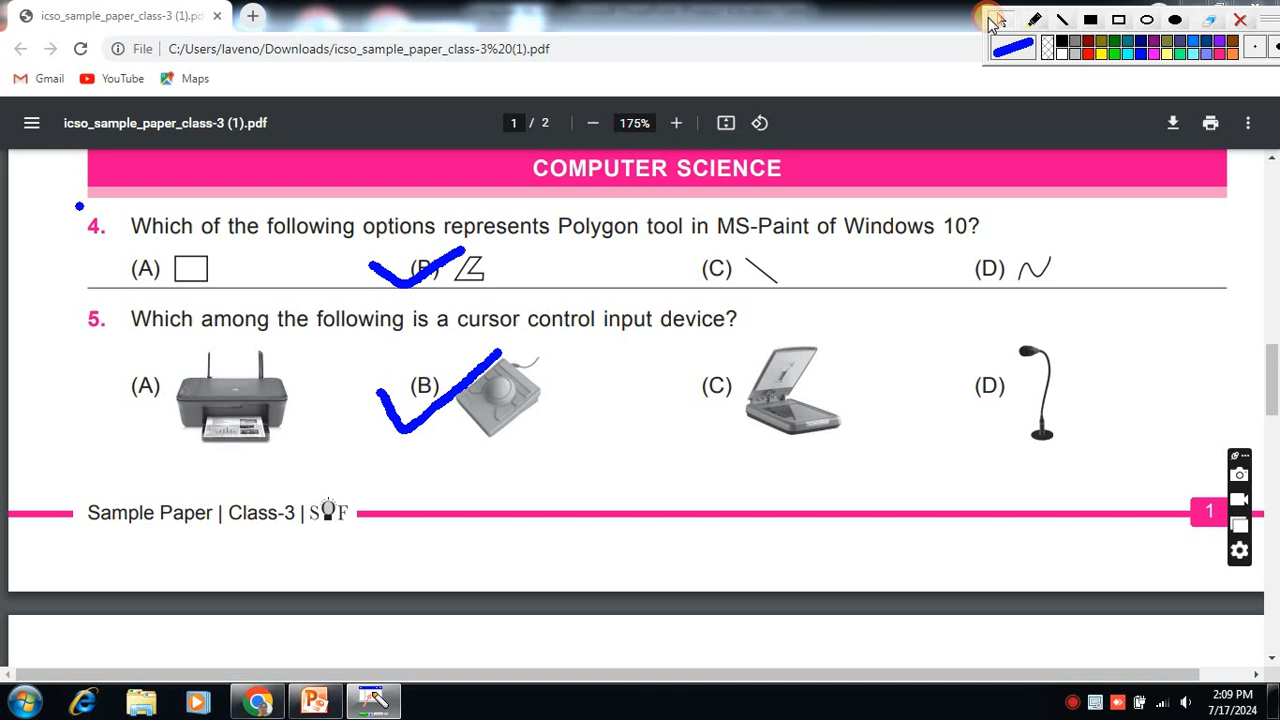 icso_sample_paper_class-3 (1).pd
File
C:/Users/laveno/Downloads/icso_sample_paper_class-3%20(1).pdf
Gmail
YouTube
Maps
icso_sample_paper_class-3 (1).pdf
1 / 2
175%
COMPUTER SCIENCE
4. Which of the following options represents Polygon tool in MS-Paint of Windows 10?
(A) (B) (C) (D)
5. Which among the following is a cursor control input device?
(A) (B) (C) (D)
Sample Paper | Class-3 | SOF
1
2:09 PM
7/17/2024